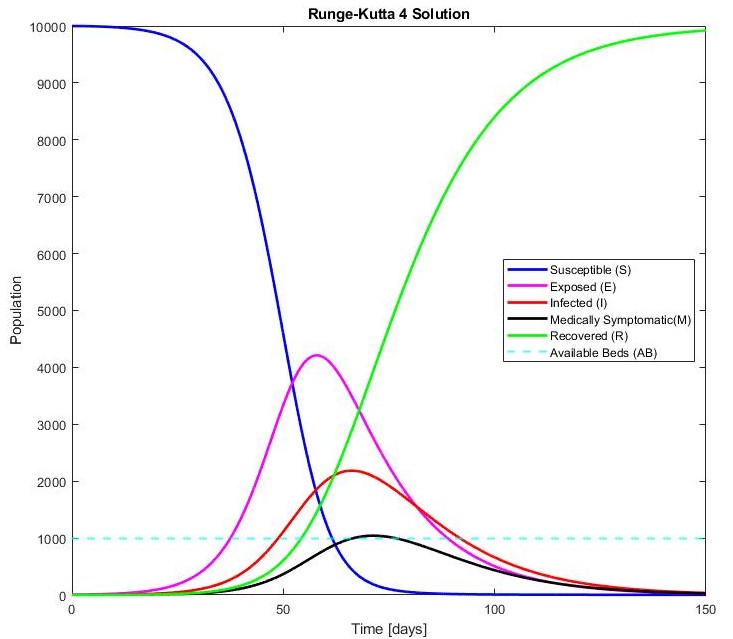 Runge-Kutta 4 Solution
10000
9000
8000
7000
6000
5000
4000
3000
2000
1000
0
Population
Susceptible (S)
Exposed (E)
Infected (I)
Medically Symptomatic(M)
Recovered (R)
Available Beds (AB)
0
50
100
150
Time [days]